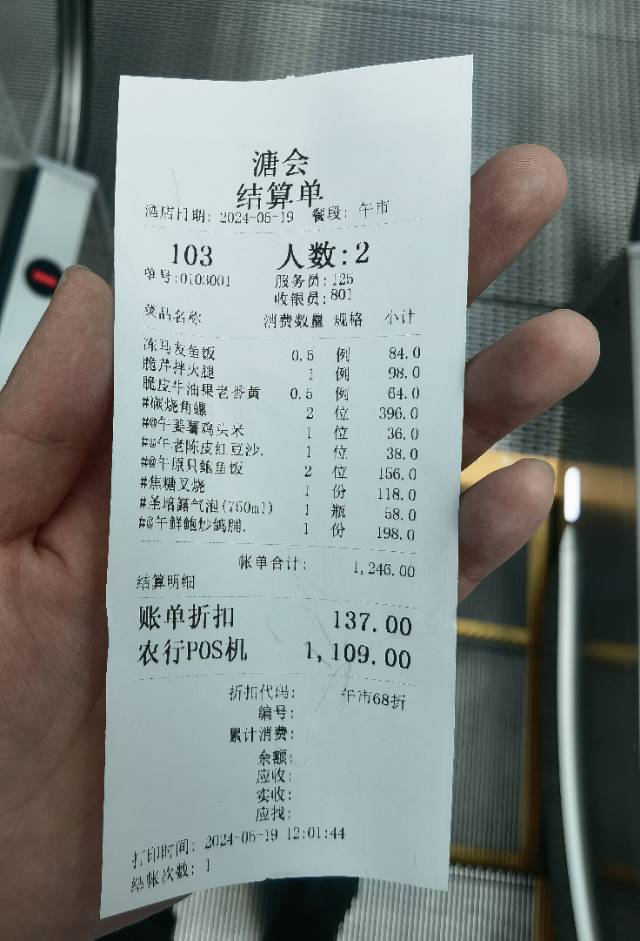 溏会
结算单
酒店日期: 2024-05-19 餐段: 午市
103 人数:2
单号:0103001 服务员:125
收银员:801
菜品名称 消费数量 规格 小计
冻马友鱼饭 0.5 例 84.0
脆芹拌火腿 1 例 98.0
脆皮牛油果老番黄 0.5 例 64.0
#碳烧角螺 2 位 396.0
#@午姜薯鸡头米 1 位 36.0
#@午老陈皮红豆沙. 1 位 38.0
#@午原只鲍鱼饭 2 位 156.0
#焦糖叉烧 1 份 118.0
#圣培露气泡(750ml) 1 瓶 58.0
#@午鲜鲍炒鸽脯. 1 份 198.0
帐单合计: 1,246.00
结算明细
账单折扣 137.00
农行POS机 1,109.00
折扣代码: 午市68折
编号:
累计消费:
余额:
应收:
实收:
应找:
打印时间: 2024-05-19 12:01:44
结帐次数: 1